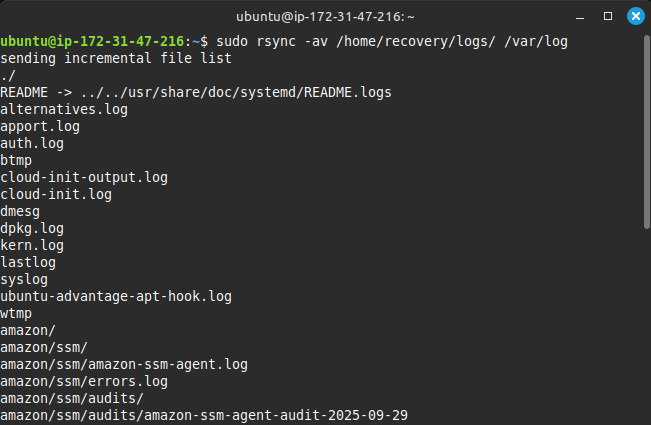 ubuntu@ip-172-31-47-216: ~
ubuntu@ip-172-31-47-216:~$ sudo rsync -av /home/recovery/logs/ /var/log
sending incremental file list
./
README -> ../../usr/share/doc/systemd/README.logs
alternatives.log
apport.log
auth.log
btmp
cloud-init-output.log
cloud-init.log
dmesg
dpkg.log
kern.log
lastlog
syslog
ubuntu-advantage-apt-hook.log
wtmp
amazon/
amazon/ssm/
amazon/ssm/amazon-ssm-agent.log
amazon/ssm/errors.log
amazon/ssm/audits/
amazon/ssm/audits/amazon-ssm-agent-audit-2025-09-29